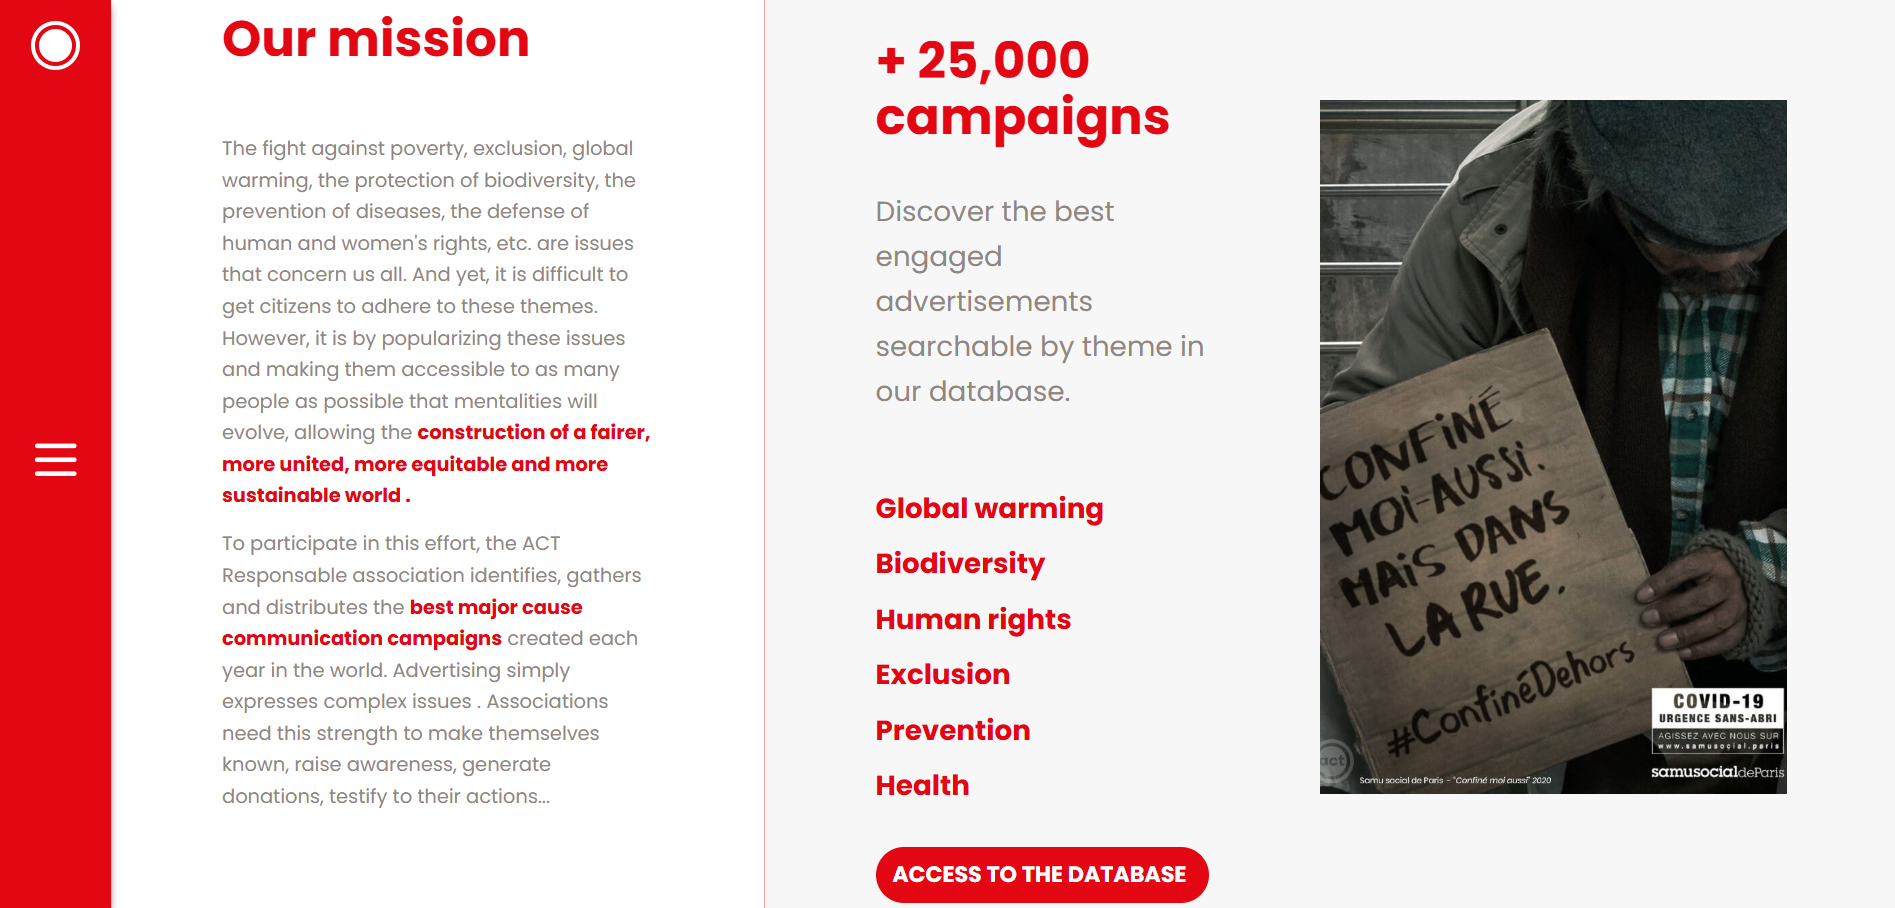 Our mission
The fight against poverty, exclusion, global
warming, the protection of biodiversity, the
prevention of diseases, the defense of
human and women's rights, etc. are issues
that concern us all. And yet, it is difficult to
get citizens to adhere to these themes.
However, it is by popularizing these issues
and making them accessible to as many
people as possible that mentalities will
evolve, allowing the construction of a fairer,
more united, more equitable and more
sustainable world .
To participate in this effort, the ACT
Responsable association identifies, gathers
and distributes the best major cause
communication campaigns created each
year in the world. Advertising simply
expresses complex issues . Associations
need this strength to make themselves
known, raise awareness, generate
donations, testify to their actions...
+ 25,000
campaigns
Discover the best
engaged
advertisements
searchable by theme in
our database.
Global warming
Biodiversity
Human rights
Exclusion
Prevention
Health
ACCESS TO THE DATABASE
CONFINÉ
MOI-AUSSI.
MAIS DANS
LA RUE.
#ConfinéDehors
COVID-19
URGENCE SANS-ABRI
AGISSEZ AVEC NOUS SUR
www.samusocial.paris
samusocialdeParis
act
Samu social de Paris - "Confiné moi aussi" 2020